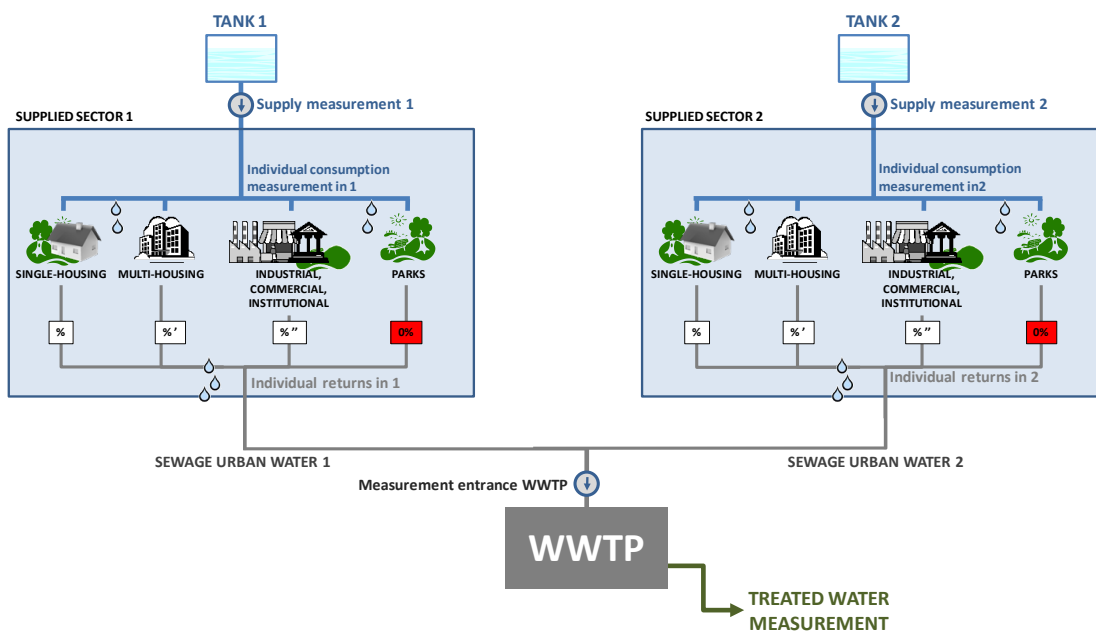 TANK 1
TANK 2
Supply measurement 1
Supply measurement 2
SUPPLIED SECTOR 1
SUPPLIED SECTOR 2
Individual consumption
measurement in 1
Individual consumption
measurement in2
SINGLE-HOUSING
MULTI-HOUSING
INDUSTRIAL,
COMMERCIAL,
INSTITUTIONAL
PARKS
SINGLE-HOUSING
MULTI-HOUSING
INDUSTRIAL,
COMMERCIAL,
INSTITUTIONAL
PARKS
%
% '
% ''
0%
%
% '
% ''
0%
Individual returns in 1
Individual returns in 2
SEWAGE URBAN WATER 1
SEWAGE URBAN WATER 2
Measurement entrance WWTP
WWTP
TREATED WATER
MEASUREMENT